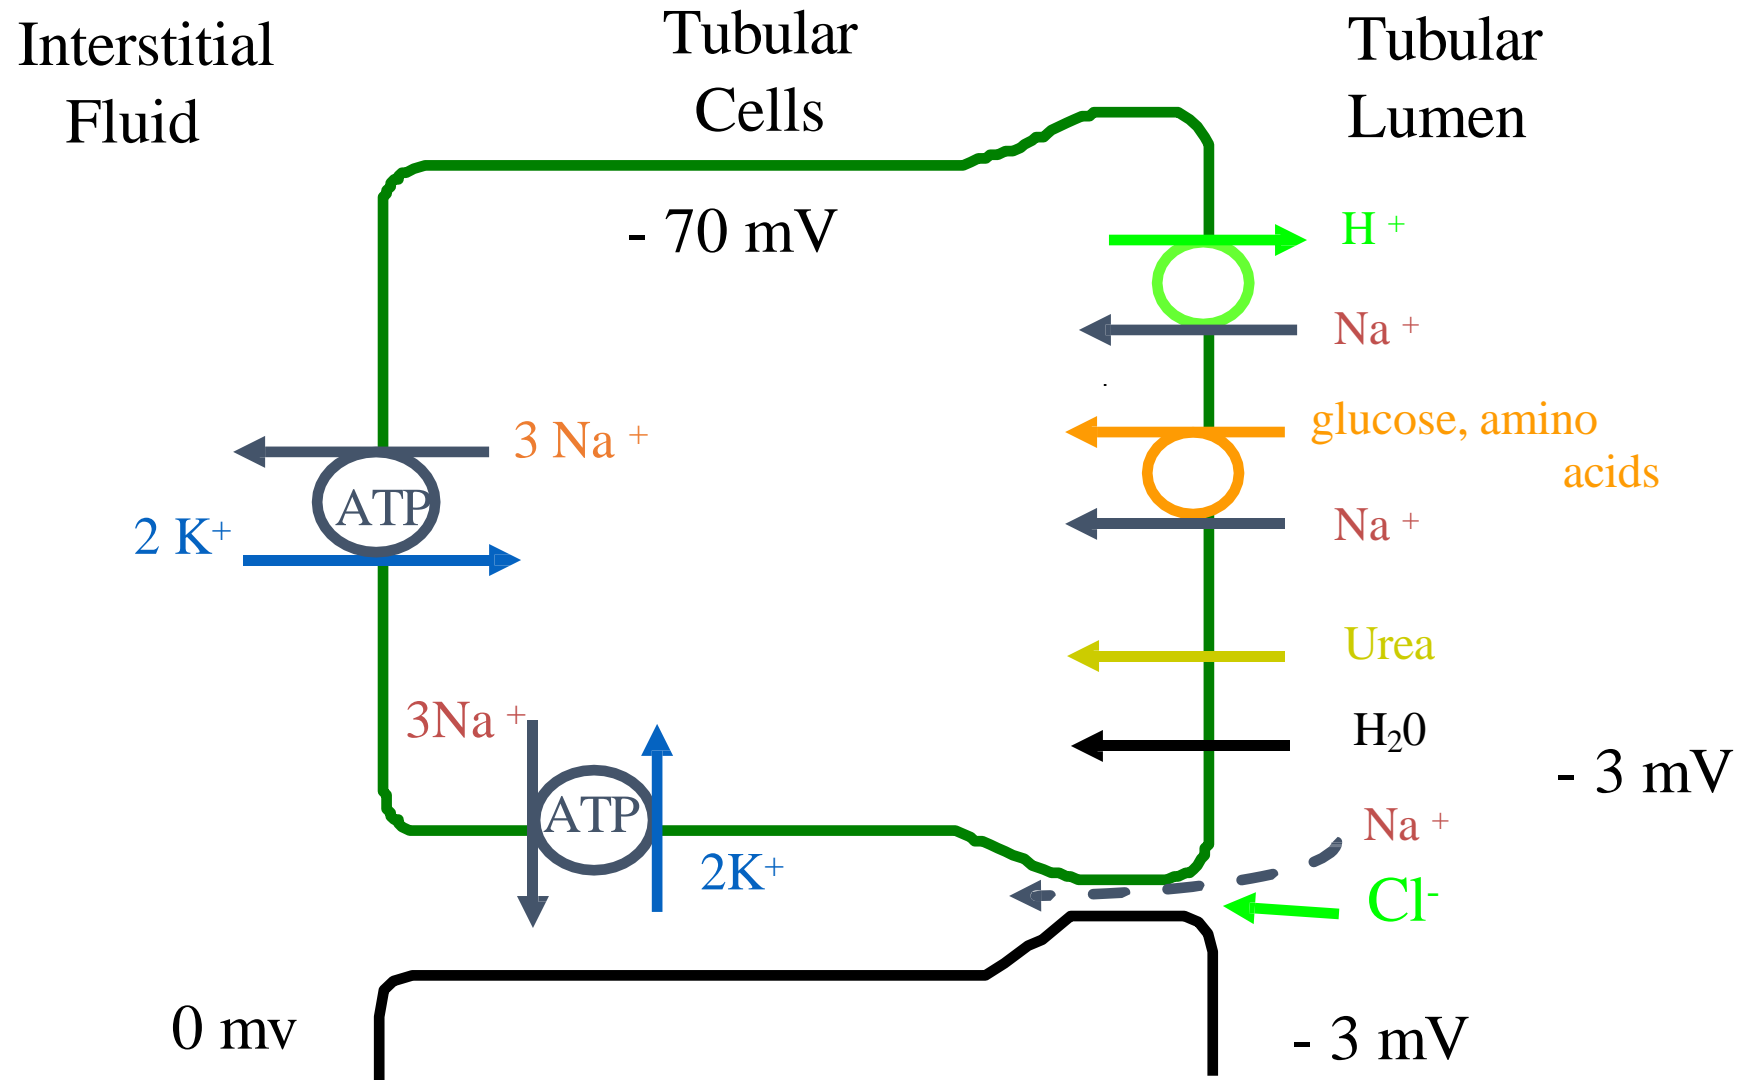 Interstitial
Fluid
Tubular
Cells
Tubular
Lumen
- 70 mV
H +
Na +
glucose, amino
acids
Na +
3 Na +
ATP
2 K+
Urea
3Na +
H20
- 3 mV
ATP
2K+
Na +
Cl-
0 mv
- 3 mV